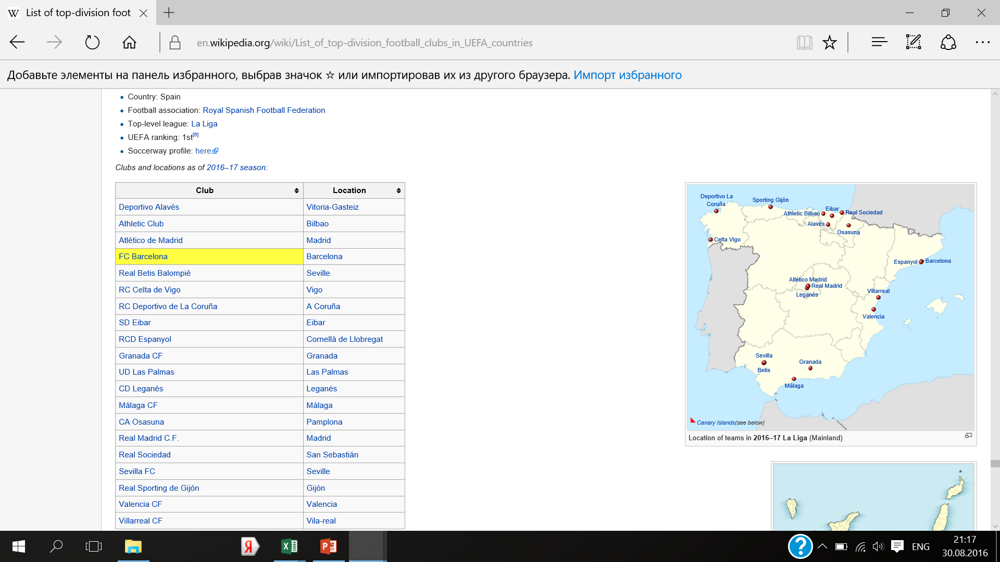 List of top-division foot
en.wikipedia.org/wiki/List_of_top-division_football_clubs_in_UEFA_countries
Добавьте элементы на панель избранного, выбрав значок ☆ или импортировав их из другого браузера. Импорт избранного
Country: Spain
Football association: Royal Spanish Football Federation
Top-level league: La Liga
UEFA ranking: 1st[6]
Soccerway profile: here
Clubs and locations as of 2016–17 season:
Club Location
Deportivo Alavés Vitoria-Gasteiz
Athletic Club Bilbao
Atlético de Madrid Madrid
FC Barcelona Barcelona
Real Betis Balompié Seville
RC Celta de Vigo Vigo
RC Deportivo de La Coruña A Coruña
SD Eibar Eibar
RCD Espanyol Cornellà de Llobregat
Granada CF Granada
UD Las Palmas Las Palmas
CD Leganés Leganés
Málaga CF Málaga
CA Osasuna Pamplona
Real Madrid C.F. Madrid
Real Sociedad San Sebastián
Sevilla FC Seville
Real Sporting de Gijón Gijón
Valencia CF Valencia
Villarreal CF Vila-real
Deportivo La
Coruña
Sporting Gijón
Athletic Bilbao
Eibar
Real Sociedad
Alavés
Osasuna
Celta Vigo
Espanyol
Barcelona
Atlético Madrid
Real Madrid
Leganés
Villarreal
Valencia
Sevilla
Betis
Granada
Málaga
Canary Islands(see below)
Location of teams in 2016–17 La Liga (Mainland)
ENG
21:17
30.08.2016